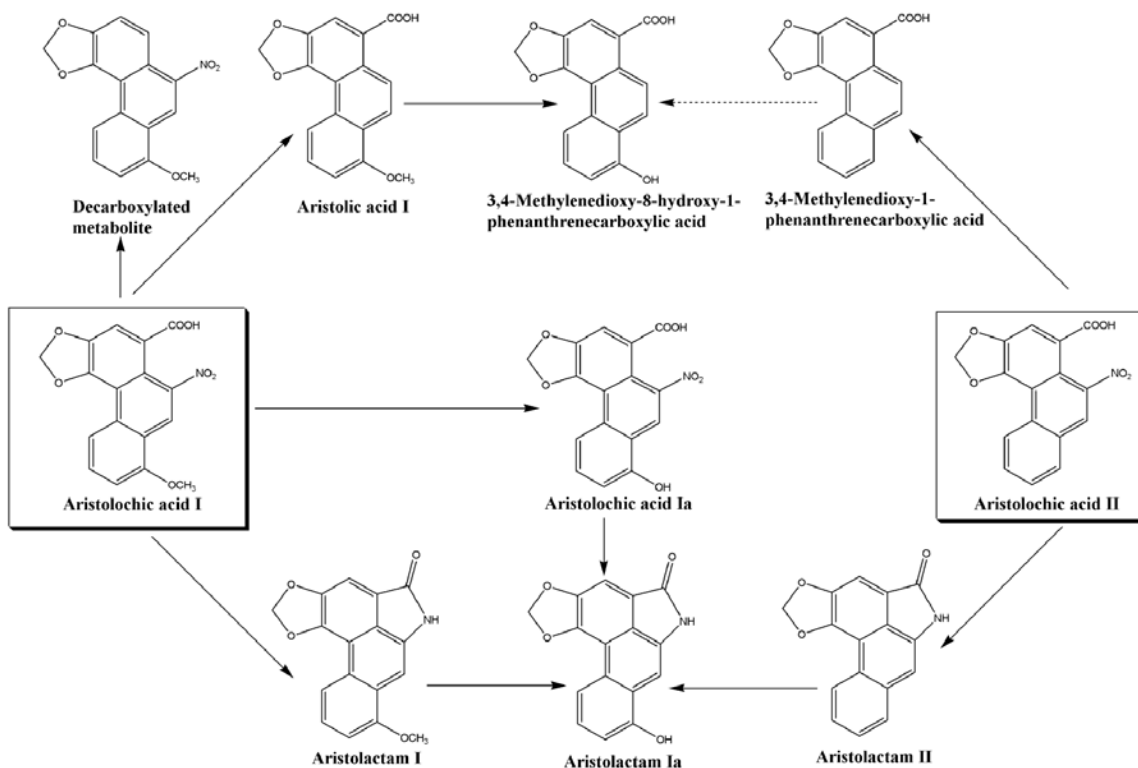 O
O
NO₂
OCH₃
Decarboxylated
metabolite
O
O
COOH
OCH₃
Aristolic acid I
O
O
COOH
OH
3,4-Methylenedioxy-8-hydroxy-1-
phenanthrenecarboxylic acid
O
O
COOH
3,4-Methylenedioxy-1-
phenanthrenecarboxylic acid
O
O
COOH
NO₂
OCH₃
Aristolochic acid I
O
O
COOH
NO₂
OH
Aristolochic acid Ia
O
O
COOH
NO₂
Aristolochic acid II
O
O
O
NH
OCH₃
Aristolactam I
O
O
O
NH
OH
Aristolactam Ia
O
O
O
NH
Aristolactam II